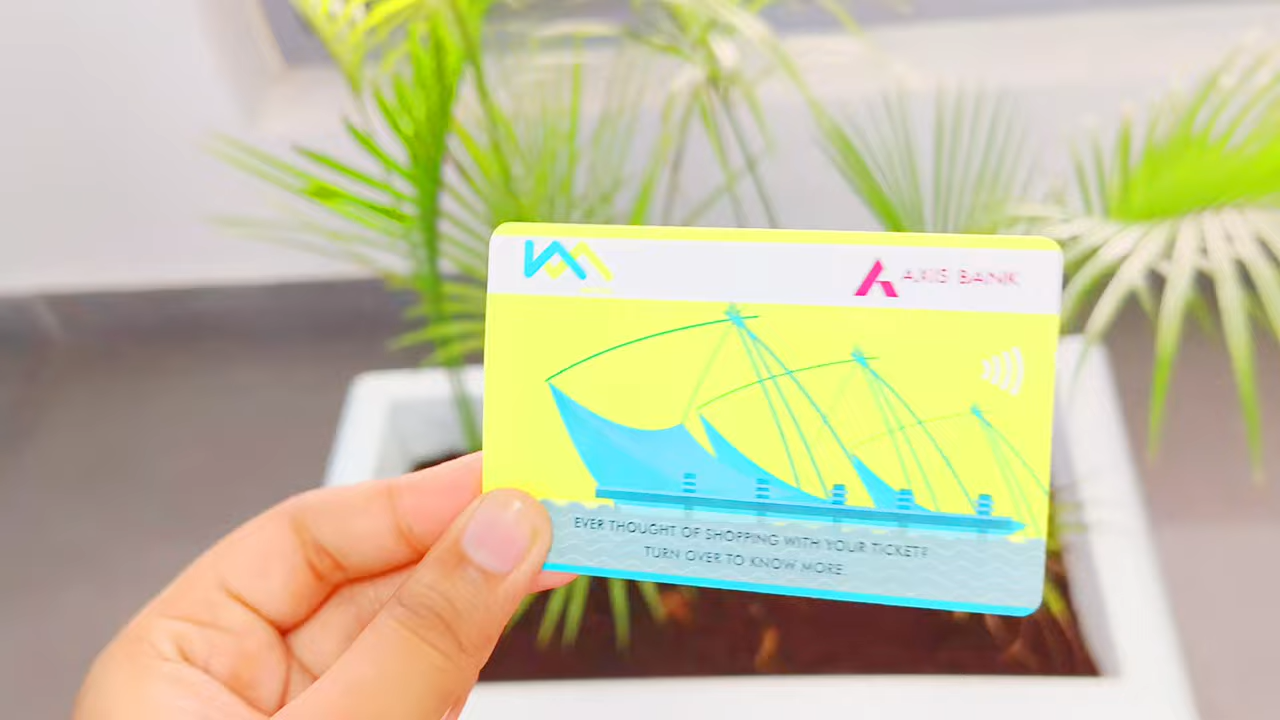 AXIS BANK
EVER THOUGHT OF SHOPPING WITH YOUR TICKET?
TURN OVER TO KNOW MORE.